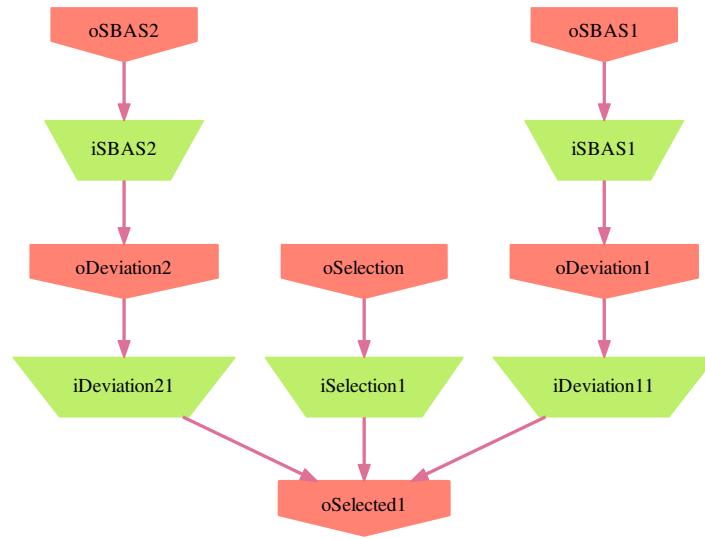 oSBAS2
oSBAS1
iSBAS2
iSBAS1
oDeviation2
oSelection
oDeviation1
iDeviation21
iSelection1
iDeviation11
oSelected1